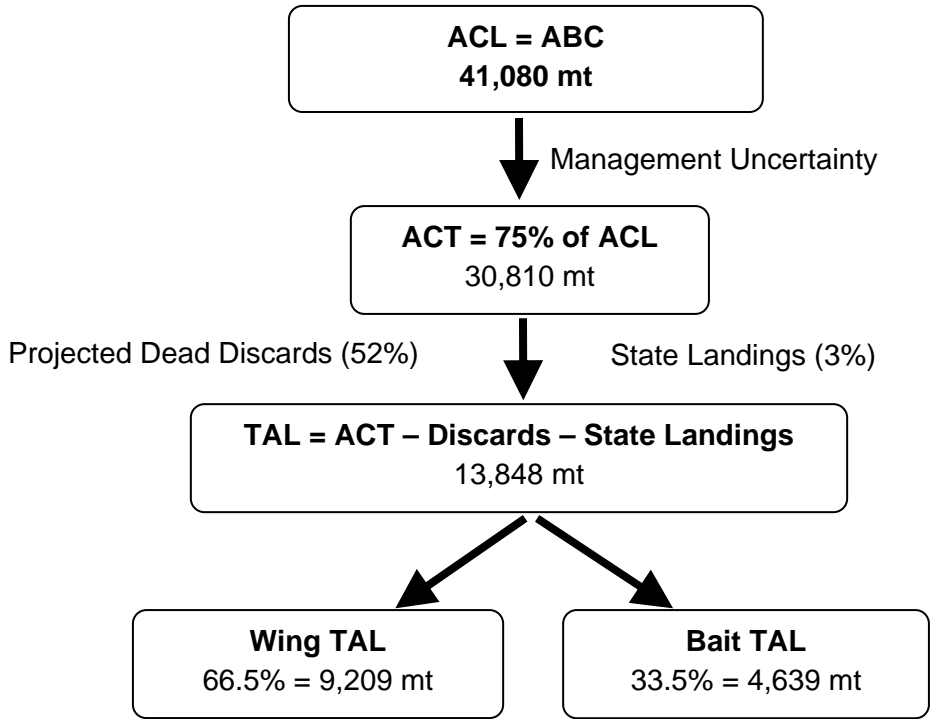 ACL = ABC
41,080 mt
Management Uncertainty
ACT = 75% of ACL
30,810 mt
Projected Dead Discards (52%)
State Landings (3%)
TAL = ACT – Discards – State Landings
13,848 mt
Wing TAL
66.5% = 9,209 mt
Bait TAL
33.5% = 4,639 mt